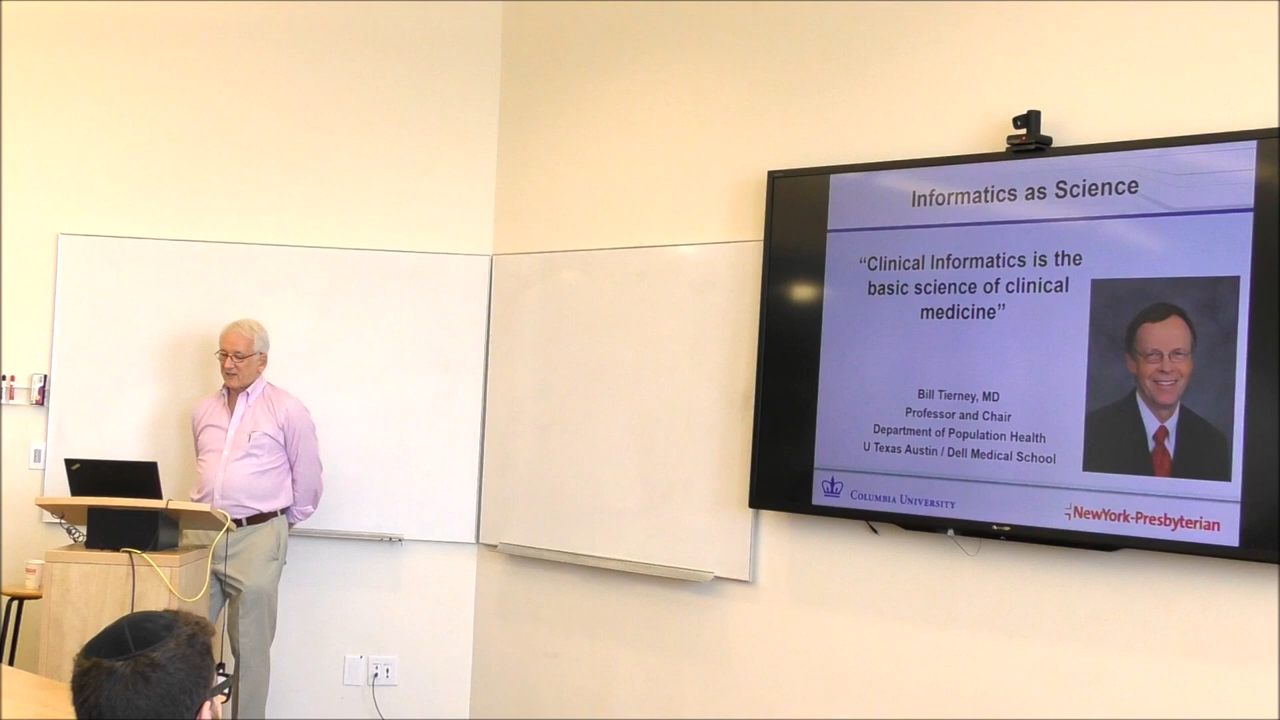 Informatics as Science
“Clinical Informatics is the
basic science of clinical
medicine”
Bill Tierney, MD
Professor and Chair
Department of Population Health
U Texas Austin / Dell Medical School
COLUMBIA UNIVERSITY
NewYork-Presbyterian